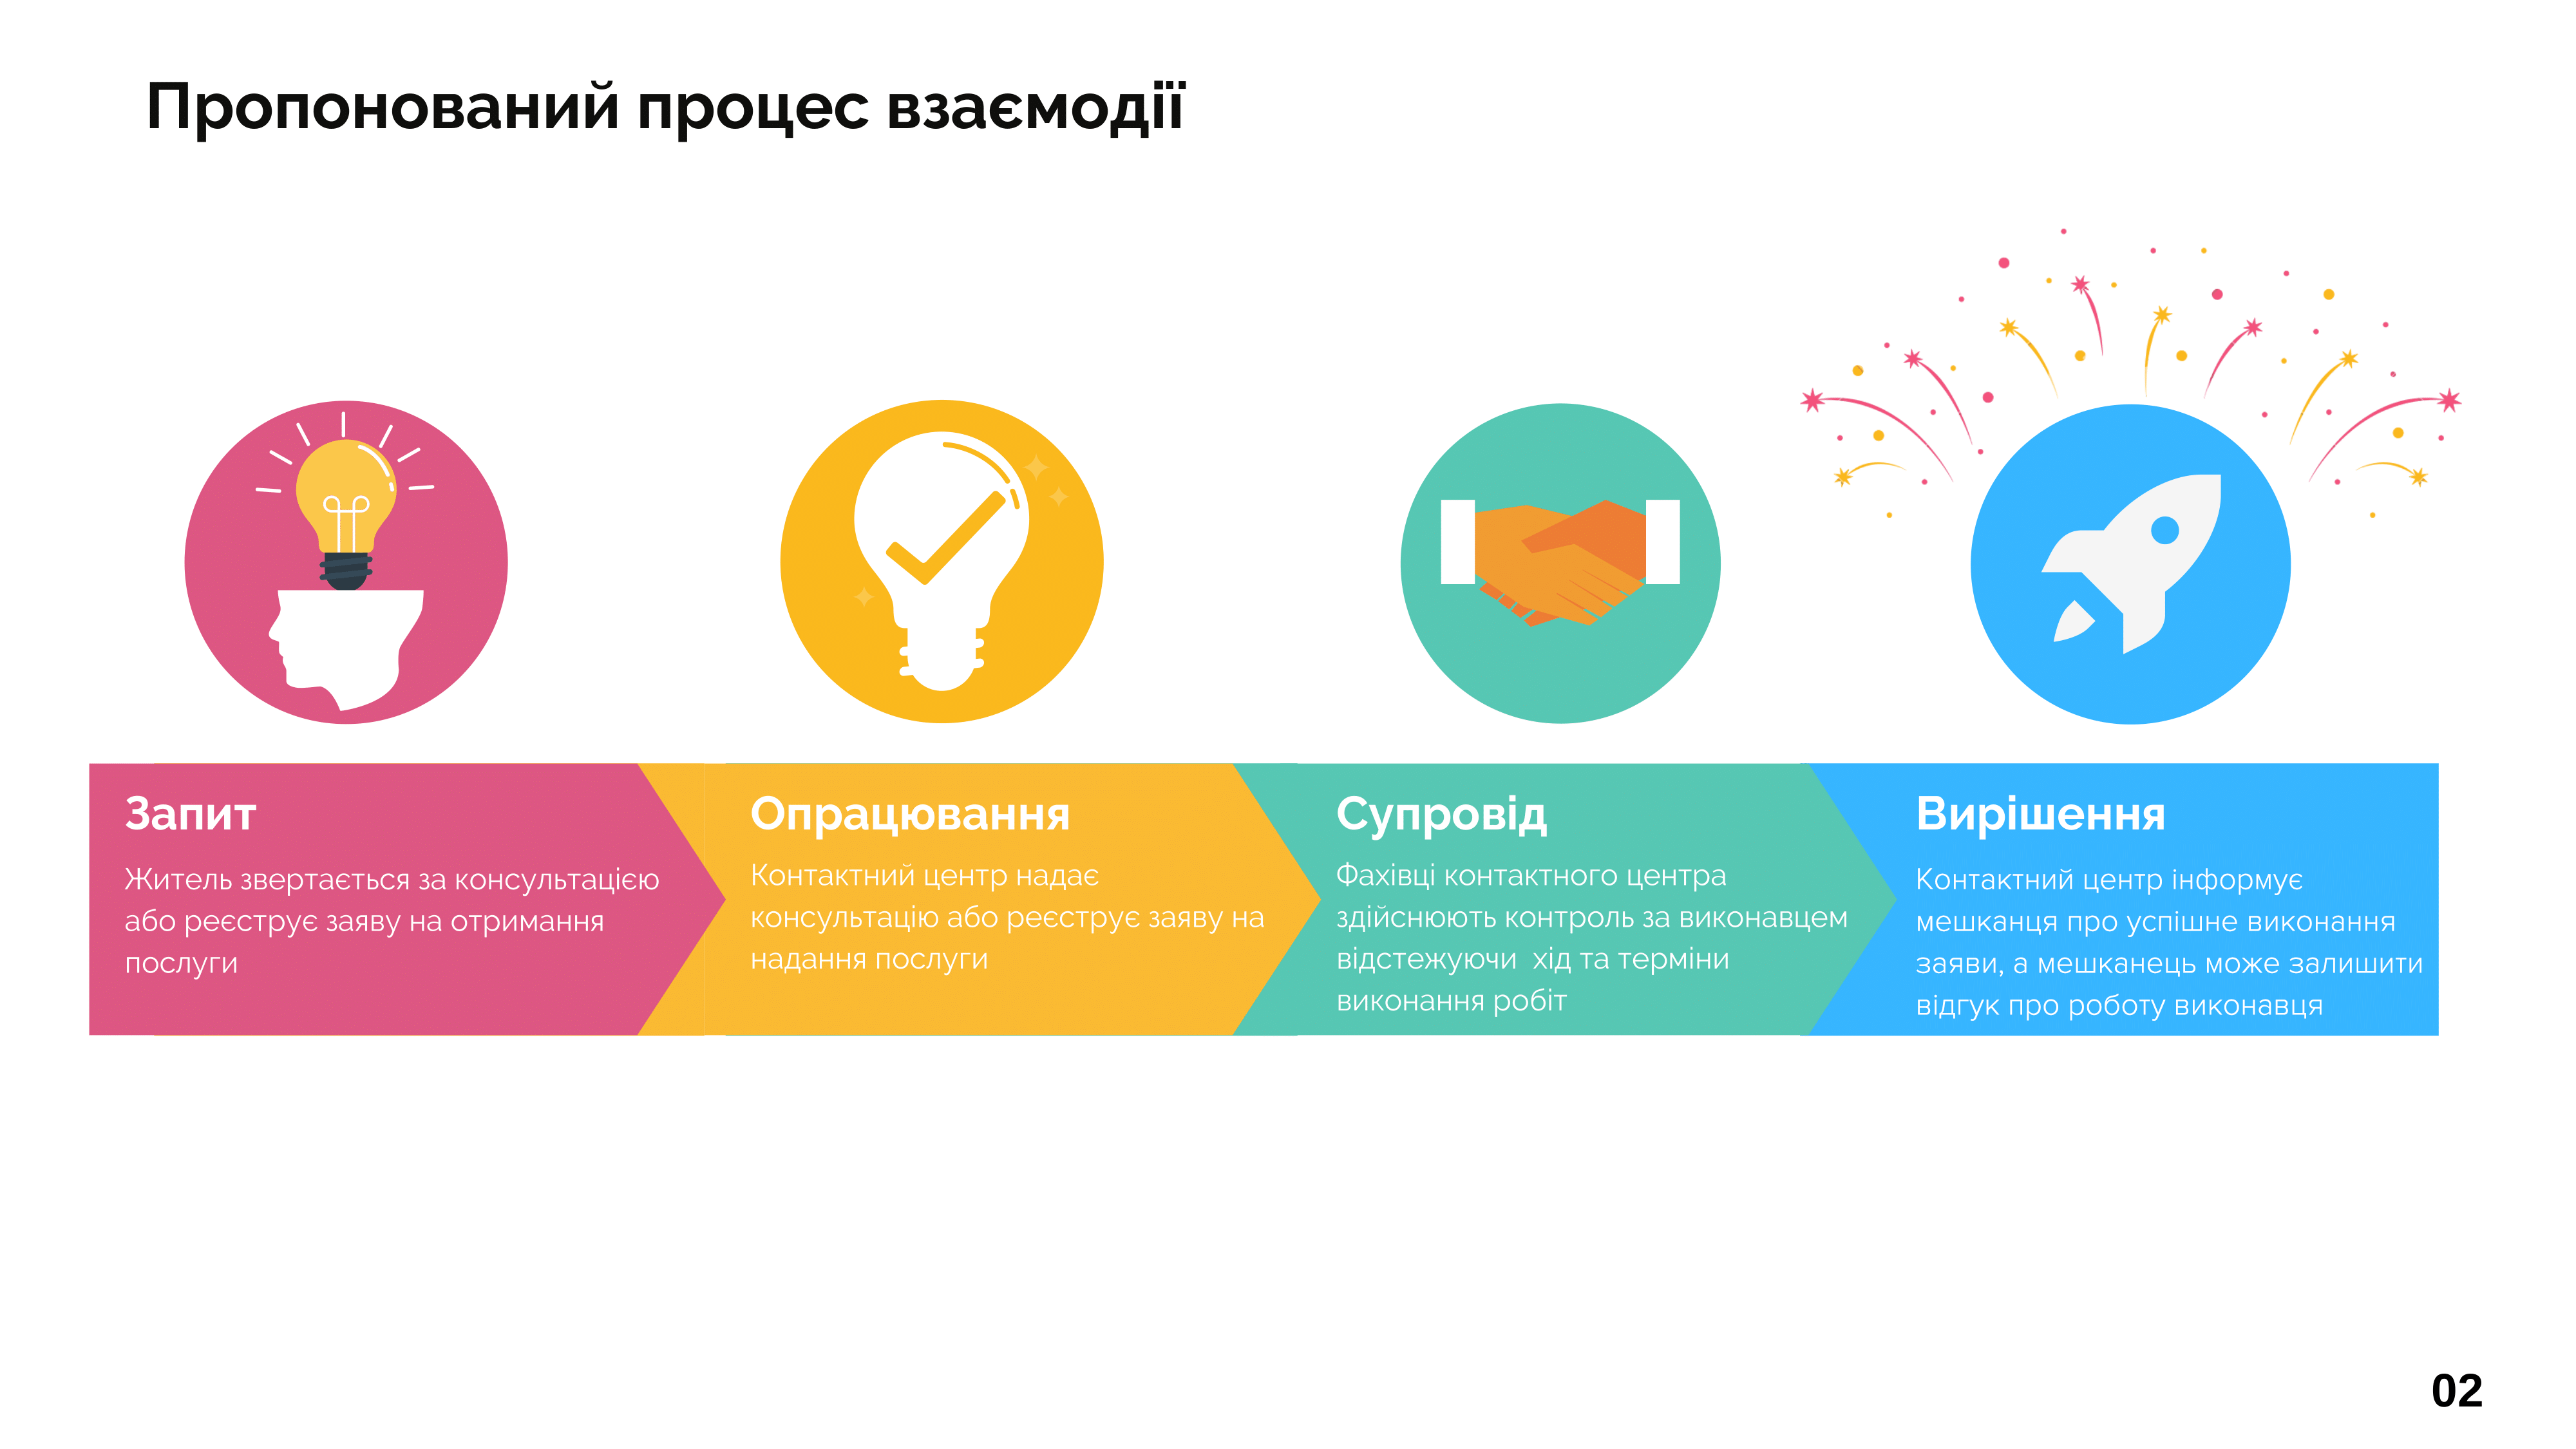 Пропонований процес взаємодії
Запит
Житель звертається за консультацією
або реєструє заяву на отримання
послуги
Опрацювання
Контактний центр надає
консультацію або реєструє заяву на
надання послуги
Супровід
Фахівці контактного центра
здійснюють контроль за виконавцем
відстежуючи  хід та терміни
виконання робіт
Вирішення
Контактний центр інформує
мешканця про успішне виконання
заяви, а мешканець може залишити
відгук про роботу виконавця
02